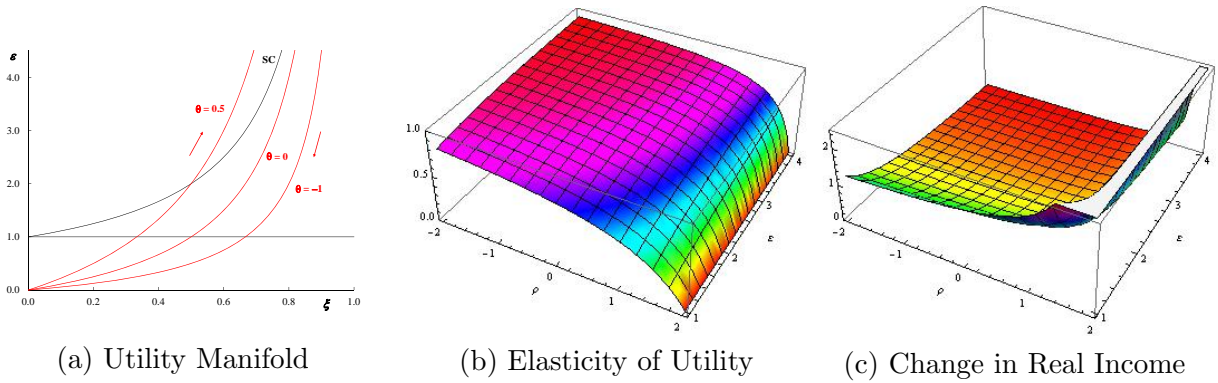 ε
SC
4.0
3.0
2.0
1.0
0.0
0.0 0.2 0.4 0.6 0.8 1.0
ξ
θ = 0.5
θ = 0
θ = −1
(a) Utility Manifold
1.0
0.5
0.0
−2 −1 0 1 2
ρ
1 2 3 4
ε
(b) Elasticity of Utility
2
1
0
−2 −1 0 1 2
ρ
1 2 3 4
ε
(c) Change in Real Income